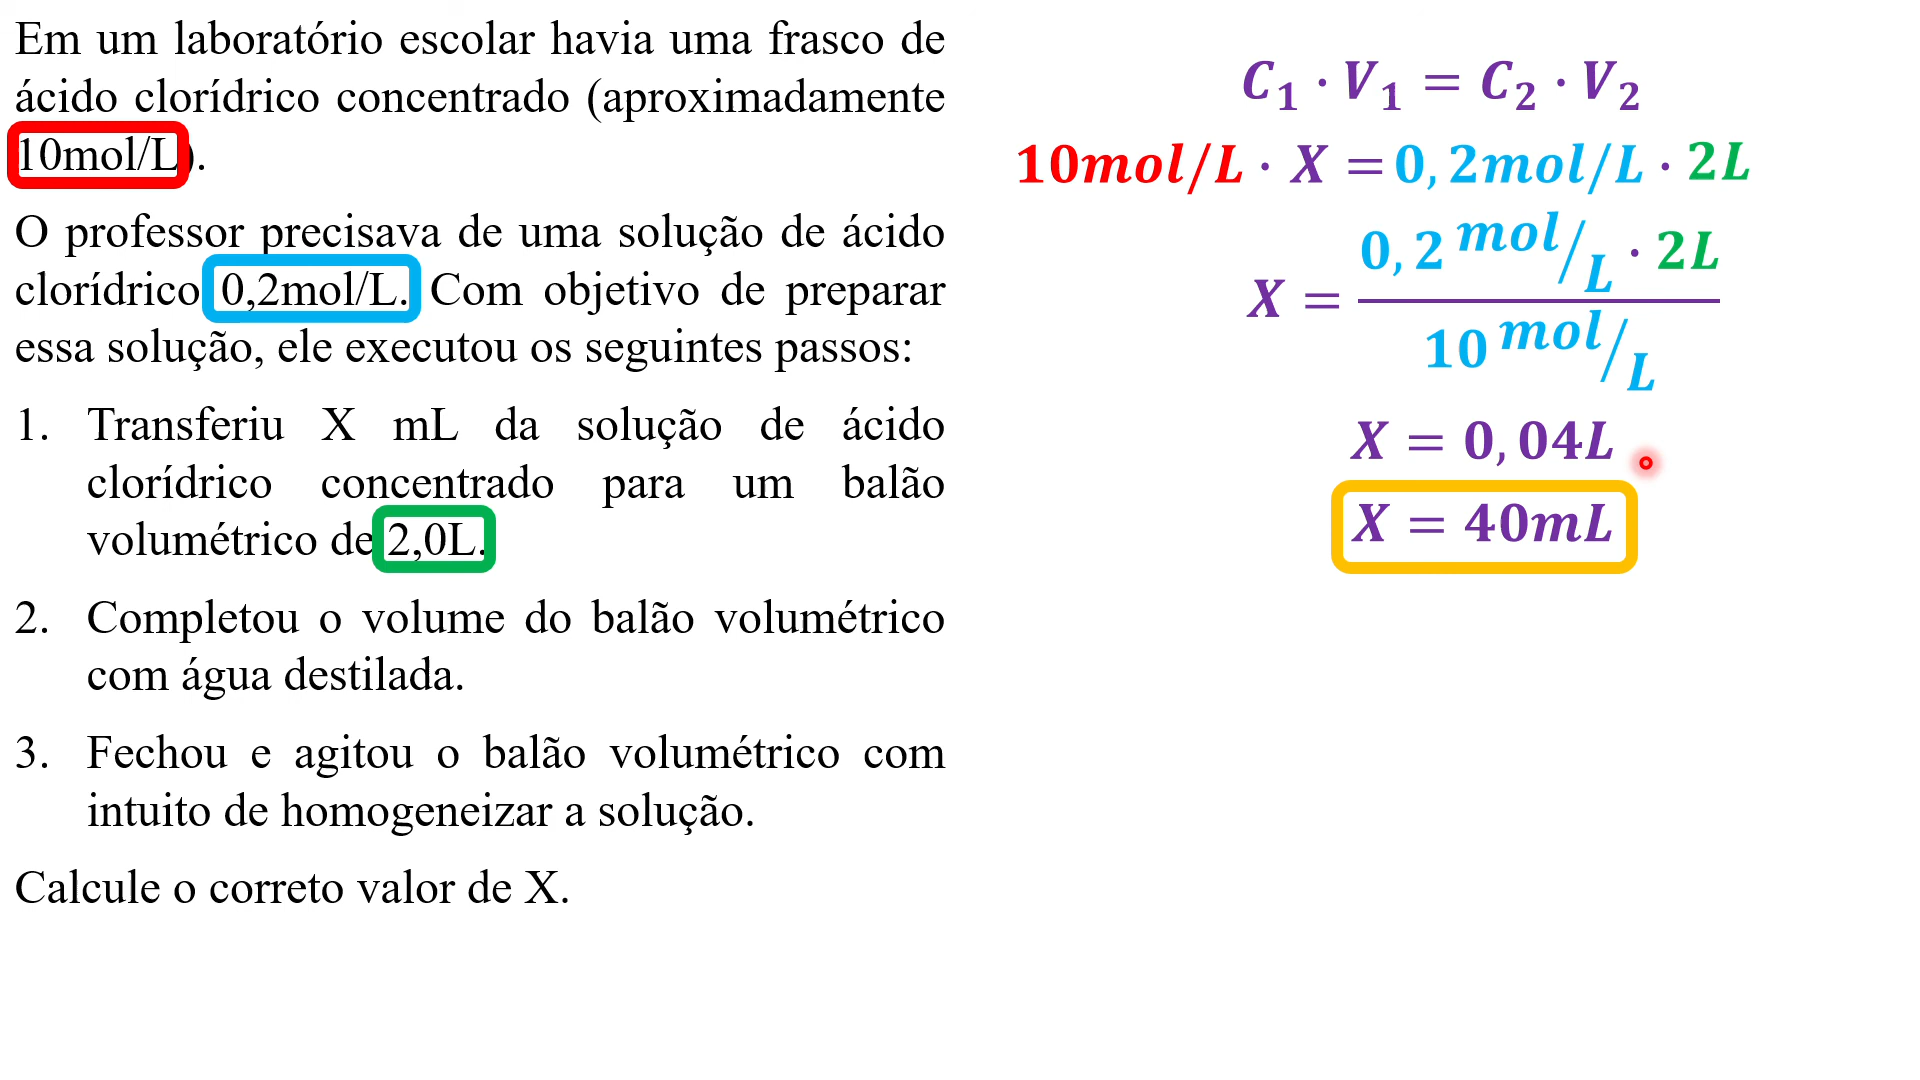 Em um laboratório escolar havia uma frasco de
ácido clorídrico concentrado (aproximadamente
10mol/L).
O professor precisava de uma solução de ácido
clorídrico 0,2mol/L. Com objetivo de preparar
essa solução, ele executou os seguintes passos:
1. Transferiu X mL da solução de ácido
clorídrico concentrado para um balão
volumétrico de 2,0L.
2. Completou o volume do balão volumétrico
com água destilada.
3. Fechou e agitou o balão volumétrico com
intuito de homogeneizar a solução.
Calcule o correto valor de X.
C₁ · V₁ = C₂ · V₂
10mol/L · X = 0,2mol/L · 2L
0,2 mol/L · 2L
X =
10 mol/L
X = 0,04L
X = 40mL